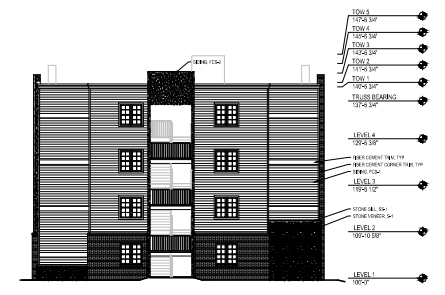 TOW 5
147'-6 3/4"
TOW 4
145'-6 3/4"
TOW 3
143'-6 3/4"
TOW 2
141'-6 3/4"
TOW 1
140'-6 3/4"
TRUSS BEARING
137'-6 3/4"
SIDING, FCS-2
LEVEL 4
129'-6 3/8"
FIBER CEMENT TRIM, TYP
FIBER CEMENT CORNER TRIM, TYP
SIDING, FCS-1
LEVEL 3
119'-8 1/2"
STONE SILL, SS-1
STONE VENEER, S-1
LEVEL 2
109'-10 5/8"
LEVEL 1
100'-0"